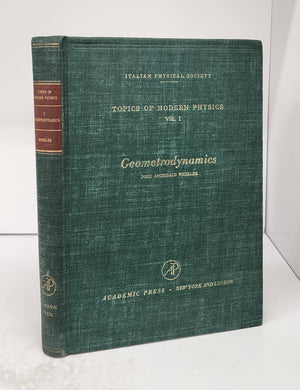 ITALIAN PHYSICAL SOCIETY
TOPICS OF MODERN PHYSICS
VOL. 1
Geometrodynamics
JOHN ARCHIBALD WHEELER
AP
ACADEMIC PRESS - NEW YORK AND LONDON
TOPICS OF
MODERN PHYSICS
GEOMETRODYNAMICS
WHEELER
AP
ACADEMIC
PRESS